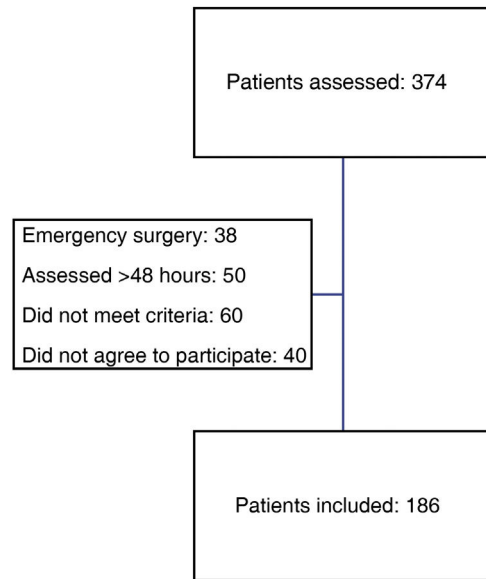 Patients assessed: 374
Emergency surgery: 38
Assessed >48 hours: 50
Did not meet criteria: 60
Did not agree to participate: 40
Patients included: 186